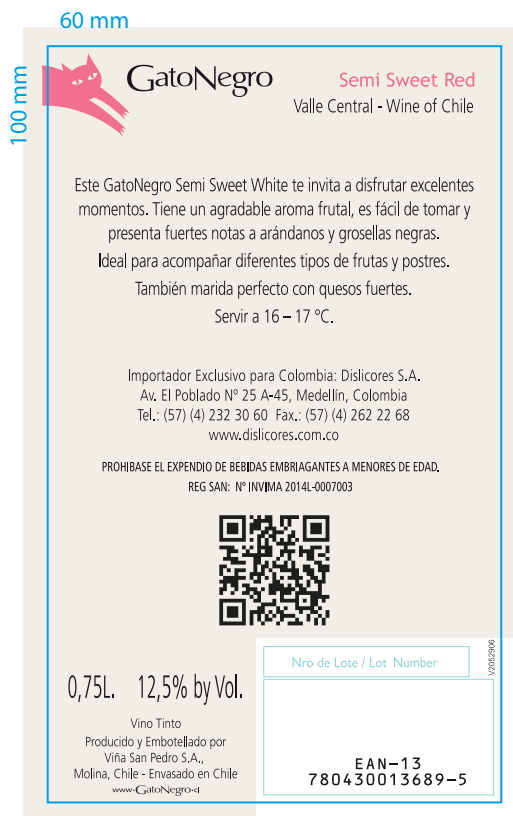 60 mm
100 mm
GatoNegro
Semi Sweet Red
Valle Central - Wine of Chile
Este GatoNegro Semi Sweet White te invita a disfrutar excelentes
momentos. Tiene un agradable aroma frutal, es fácil de tomar y
presenta fuertes notas a arándanos y grosellas negras.
Ideal para acompañar diferentes tipos de frutas y postres.
También marida perfecto con quesos fuertes.
Servir a 16 – 17 °C.
Importador Exclusivo para Colombia: Dislicores S.A.
Av. El Poblado Nº 25 A-45, Medellín, Colombia
Tel.: (57) (4) 232 30 60 Fax.: (57) (4) 262 22 68
www.dislicores.com.co
PROHIBASE EL EXPENDIO DE BEBIDAS EMBRIAGANTES A MENORES DE EDAD.
REG SAN: Nº INVIMA 2014L-0007003
V2052906
Nro de Lote / Lot Number
0,75L. 12,5% by Vol.
Vino Tinto
Producido y Embotellado por
Viña San Pedro S.A.,
Molina, Chile - Envasado en Chile
www.GatoNegro.cl
EAN-13
780430013689-5